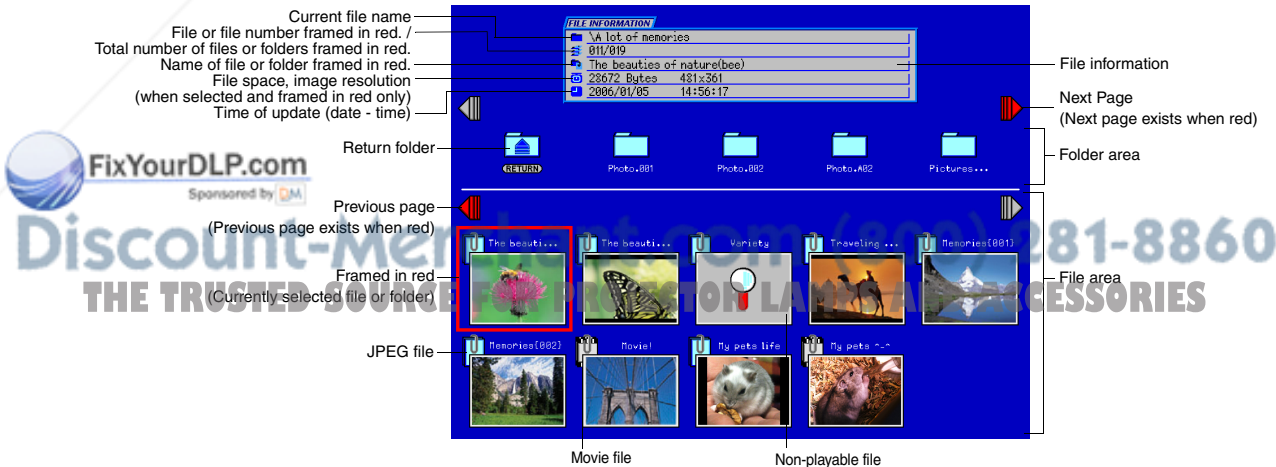 Current file name
File or file number framed in red. /
Total number of files or folders framed in red.
Name of file or folder framed in red.
File space, image resolution
(when selected and framed in red only)
Time of update (date - time)
FILE INFORMATION
\A lot of memories
011/019
The beauties of nature(bee)
28672 Bytes 481x361
2006/01/05 14:56:17
File information
Next Page
(Next page exists when red)
Return folder
RETURN
Photo.001
Photo.002
Photo.A02
Pictures...
Folder area
FixYourDLP.com
Sponsored by DM
Previous page
(Previous page exists when red)
Discount-Merchant.com (800) 281-8860
THE TRUSTED SOURCE FOR PROJECTOR LAMPS AND ACCESSORIES
The beauti...
The beauti...
Variety
Traveling ...
Memories[001]
Framed in red
(Currently selected file or folder)
File area
JPEG file
Memories[002]
Movie!
My pets life
My pets ^-^
Movie file
Non-playable file